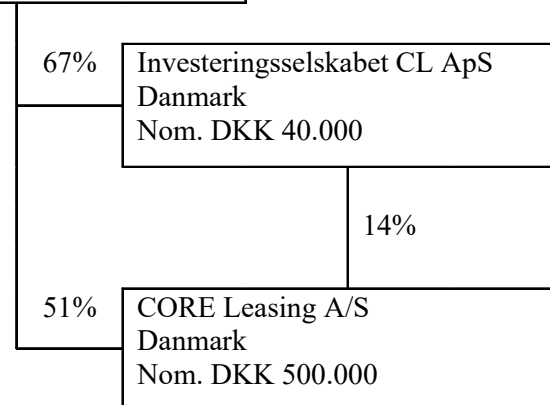 67%
Investeringsselskabet CL ApS
Danmark
Nom. DKK 40.000
14%
51%
CORE Leasing A/S
Danmark
Nom. DKK 500.000